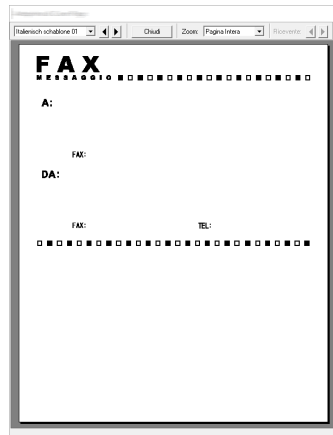 Italienisch schablone 01 Chiudi Zoom: Pagina Intera Ricevente:
FAX
MESSAGGIO
A:
FAX:
DA:
FAX: TEL: